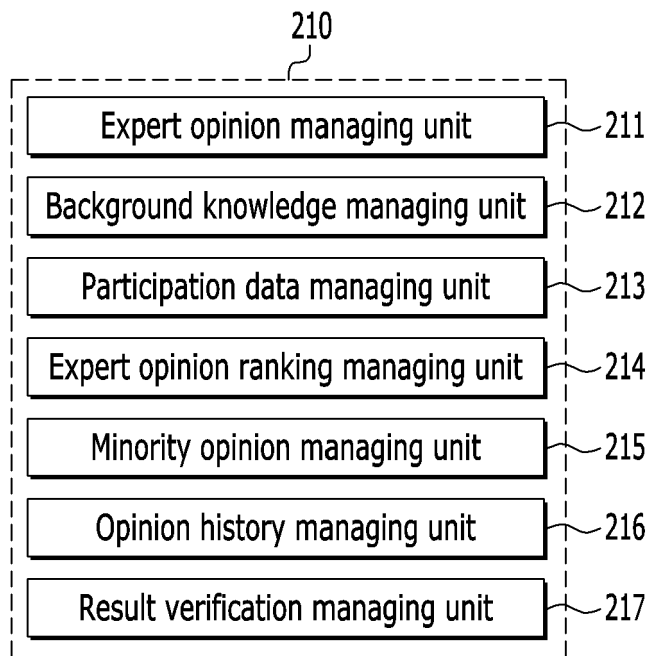 210
Expert opinion managing unit 211
Background knowledge managing unit 212
Participation data managing unit 213
Expert opinion ranking managing unit 214
Minority opinion managing unit 215
Opinion history managing unit 216
Result verification managing unit 217